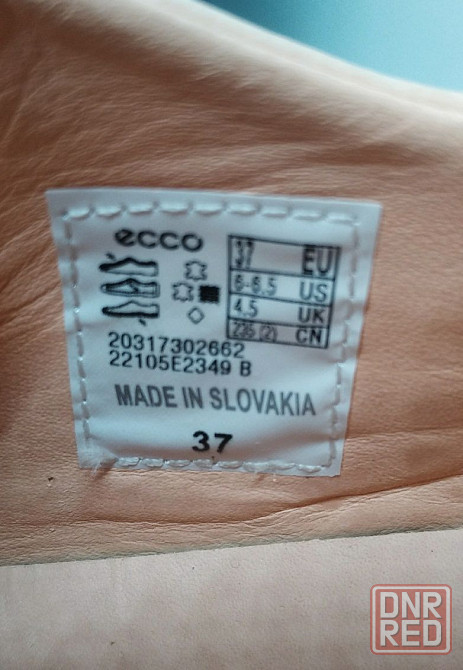 ecco
37 EU
6-6.5 US
4.5 UK
235 (2) CN
20317302662
22105E2349 B
MADE IN SLOVAKIA
37
DNR
RED